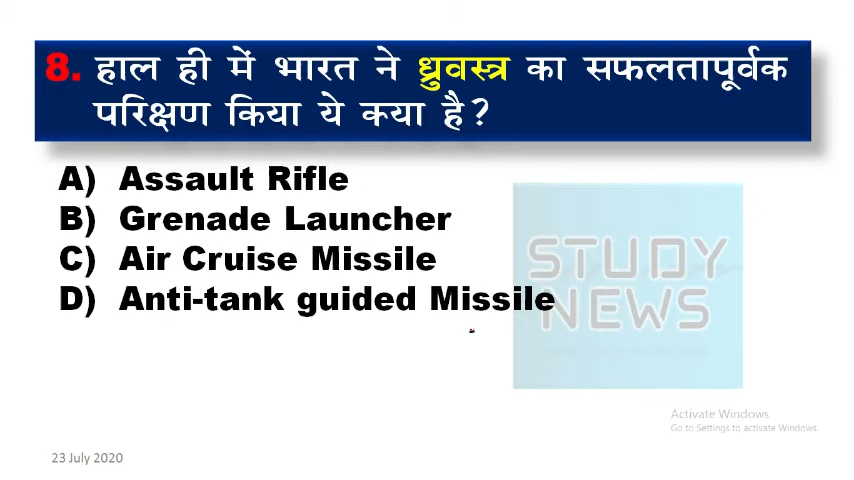 8. हाल ही में भारत ने ध्रुवस्त्र का सफलतापूर्वक
परिक्षण किया ये क्या है?
A) Assault Rifle
B) Grenade Launcher
C) Air Cruise Missile
D) Anti-tank guided Missile
STUDY
NEWS
Activate Windows
Go to Settings to activate Windows.
23 July 2020